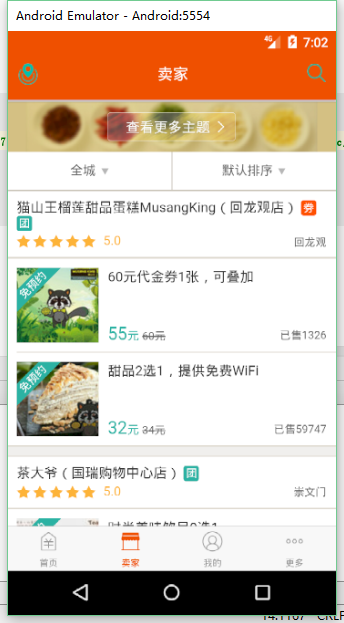 Android Emulator - Android:5554
4G 7:02
卖家
查看更多主题 >
全城
默认排序
猫山王榴莲甜品蛋糕MusangKing（回龙观店） 券
团
5.0
回龙观
免预约
60元代金券1张，可叠加
55元 60元
已售1326
免预约
甜品2选1，提供免费WiFi
32元 34元
已售59747
茶大爷（国瑞购物中心店） 团
5.0
崇文门
首页
卖家
我的
更多